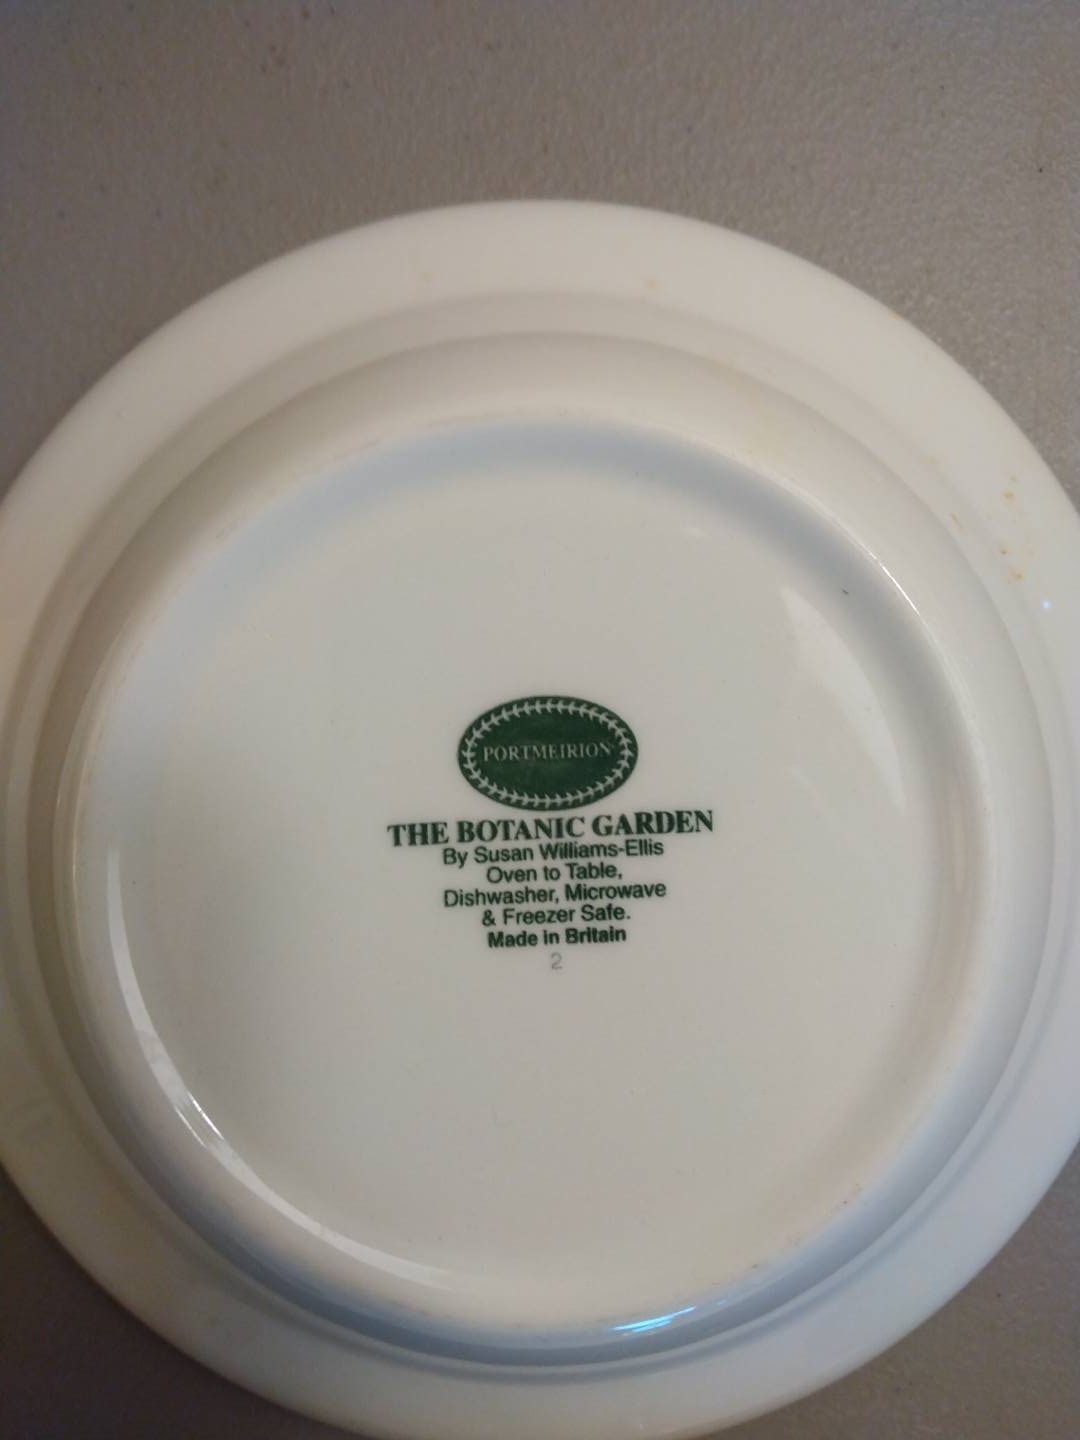 PORTMEIRION
THE BOTANIC GARDEN
By Susan Williams-Ellis
Oven to Table,
Dishwasher, Microwave
& Freezer Safe.
Made in Britain
2